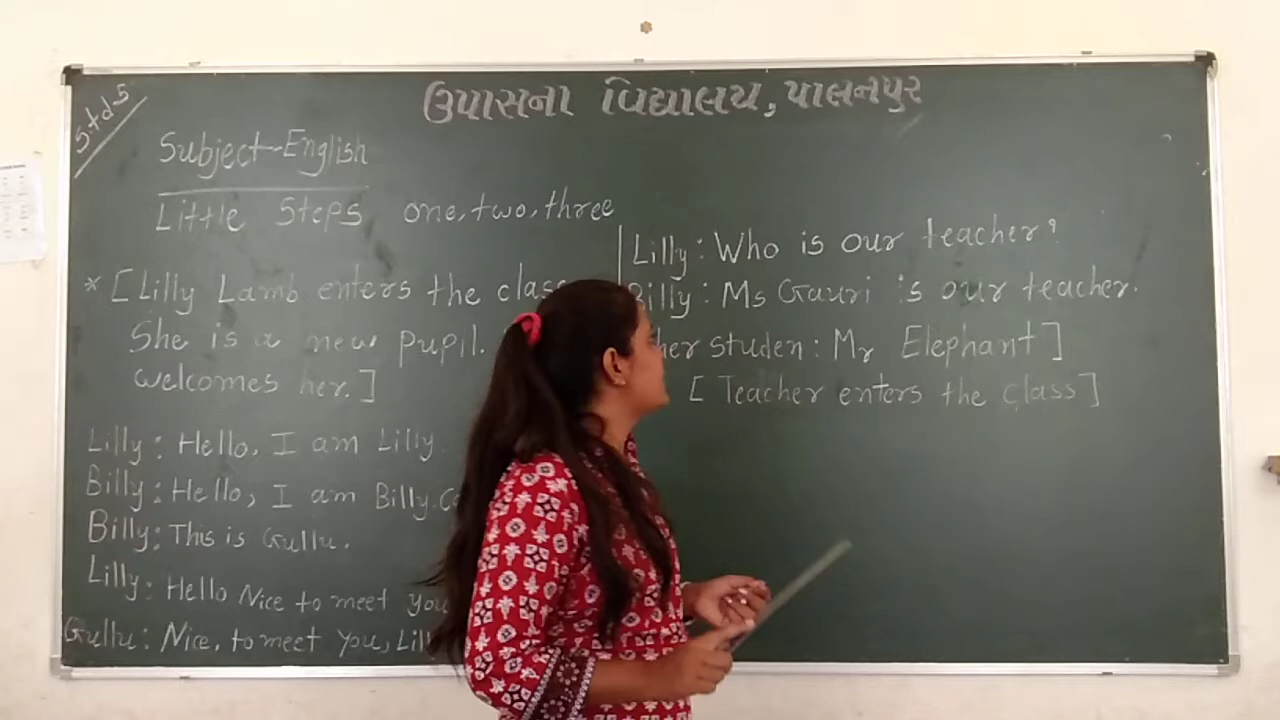 Std 5
ઉપાસના વિદ્યાલય, પાલનપુર
Subject-English
Little Steps one, two, three
* [Lilly Lamb enters the class
She is a new pupil.
welcomes her.]
Lilly: Hello, I am Lilly.
Billy: Hello, I am Billy.
Billy: This is Gullu.
Lilly: Hello Nice to meet you
Gullu: Nice, to meet you,
Lilly: Who is our teacher?
Billy: Ms Gauri is our teacher.
studen: Mr Elephant]
[Teacher enters the class]